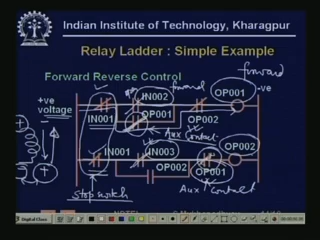 Indian Institute of Technology, Kharagpur
Relay Ladder : Simple Example
Forward Reverse Control
forward
forward
OP001
-ve
+ve
voltage
IN002
OP001
IN001
OP002
Aux Contact
IN001
IN003
OP002
OP001
Stop switch
Aux Contact